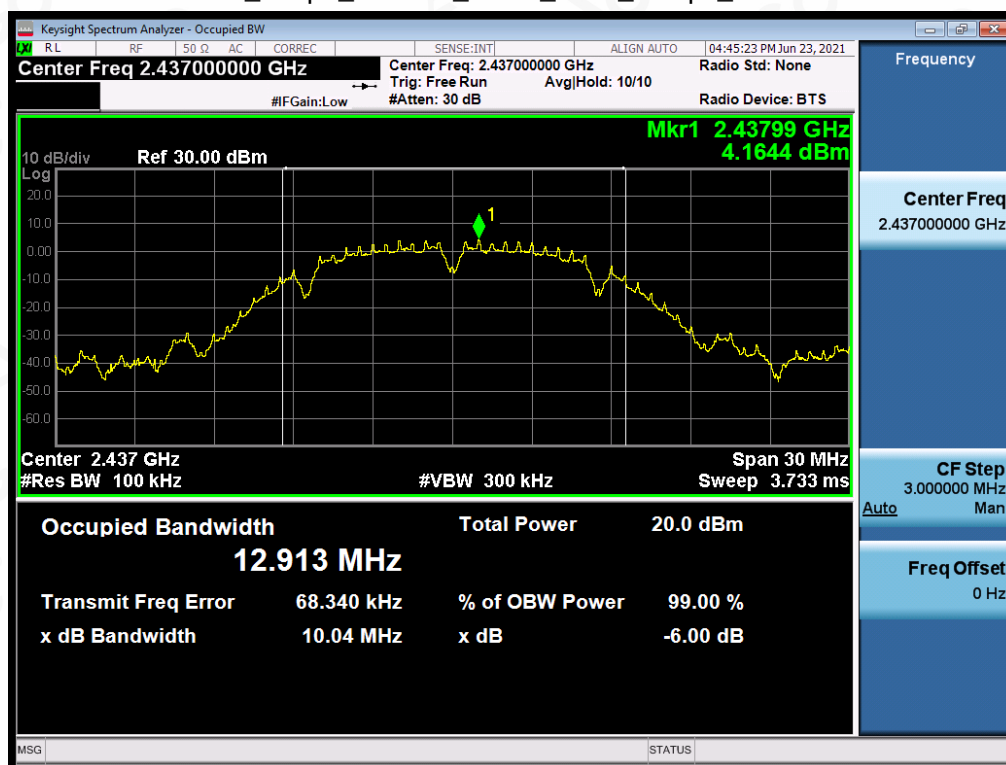 Keysight Spectrum Analyzer - Occupied BW
LXI RL RF 50 Ω AC CORREC SENSE:INT ALIGN AUTO 04:45:23 PM Jun 23, 2021
Center Freq 2.437000000 GHz
Center Freq: 2.437000000 GHz
Radio Std: None
Trig: Free Run Avg|Hold: 10/10
#IFGain:Low
#Atten: 30 dB
Radio Device: BTS
Mkr1 2.43799 GHz
4.1644 dBm
10 dB/div Ref 30.00 dBm
Log
20.0
10.0
0.00
-10.0
-20.0
-30.0
-40.0
-50.0
-60.0
1
Center 2.437 GHz Span 30 MHz
#Res BW 100 kHz #VBW 300 kHz Sweep 3.733 ms
Occupied Bandwidth
12.913 MHz
Total Power 20.0 dBm
Transmit Freq Error 68.340 kHz % of OBW Power 99.00 %
x dB Bandwidth 10.04 MHz x dB -6.00 dB
MSG STATUS
Frequency
Center Freq
2.437000000 GHz
CF Step
3.000000 MHz
Auto Man
Freq Offset
0 Hz